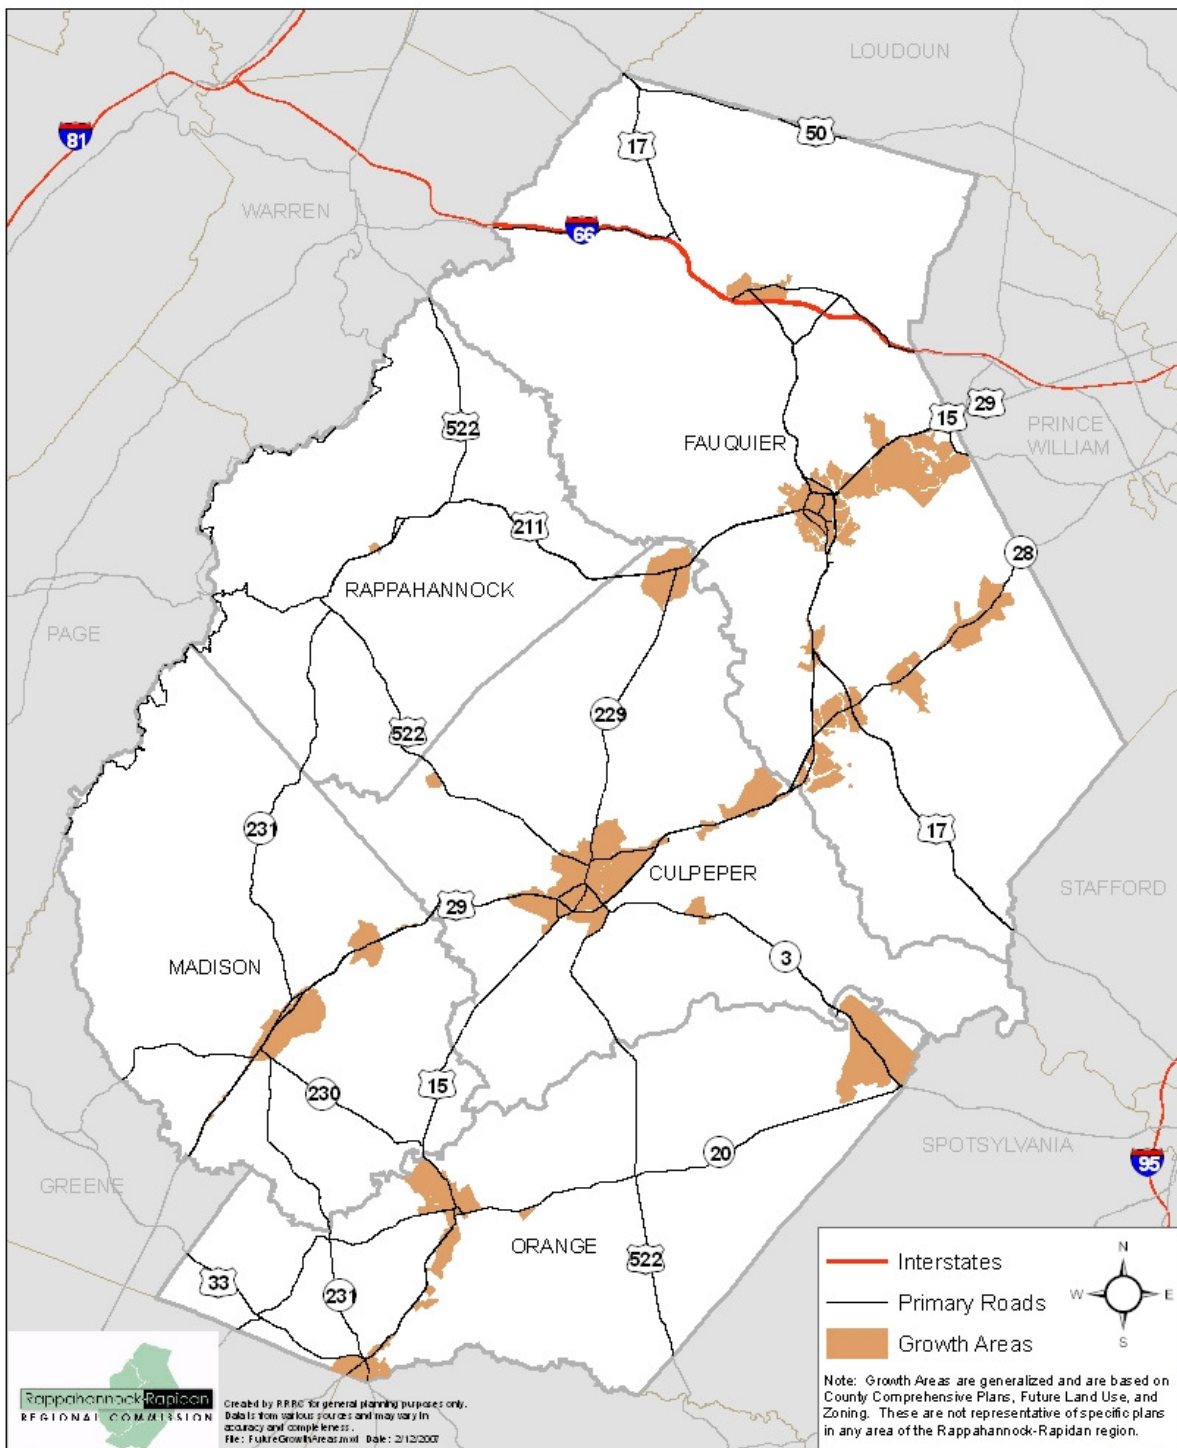 LOUDOUN
50
17
81
WARREN
66
15
29
PRINCE
WILLIAM
522
FAUQUIER
211
28
RAPPAHANNOCK
PAGE
229
522
231
17
CULPEPER
STAFFORD
29
MADISON
3
230
15
20
SPOTSYLVANIA
95
GREENE
ORANGE
522
33
231
Interstates
Primary Roads
Growth Areas
N
W
E
S
Note: Growth Areas are generalized and are based on
County Comprehensive Plans, Future Land Use, and
Zoning. These are not representative of specific plans
in any area of the Rappahannock-Rapidan region.
Rappahannock-Rapidan
REGIONAL COMMISSION
Created by RRRC for general planning purposes only.
Data is from various sources and may vary in
accuracy and completeness.
File: FutureGrowthAreas.mxd Date: 2/12/2007